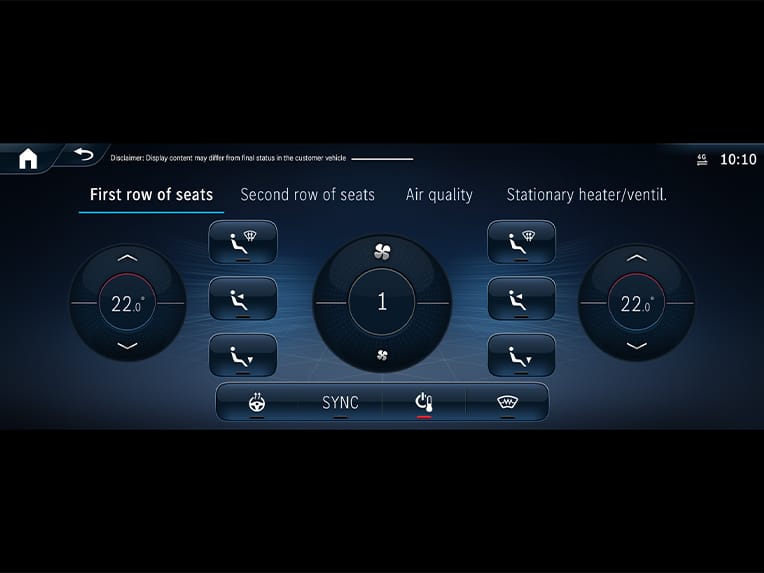 Disclaimer: Display content may differ from final status in the customer vehicle
4G
10:10
First row of seats
Second row of seats
Air quality
Stationary heater/ventil.
22.0°
1
22.0°
SYNC